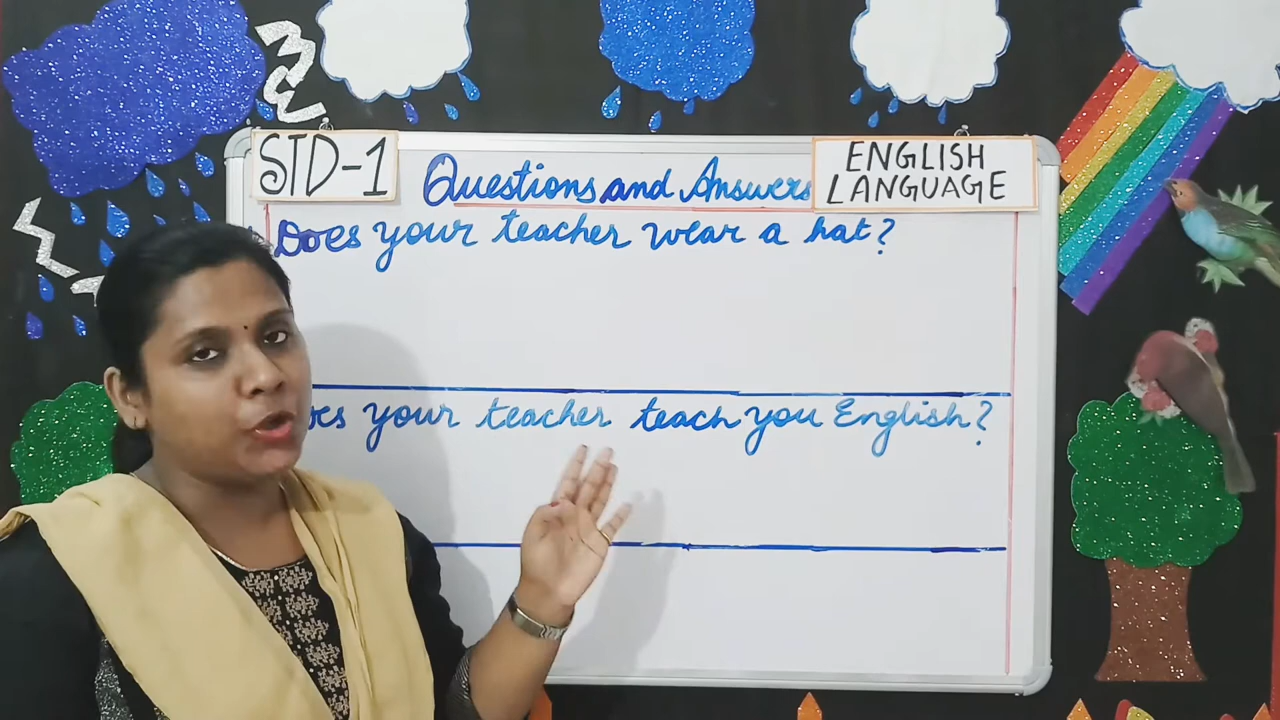 STD-1
Questions and Answers
ENGLISH
LANGUAGE
Does your teacher wear a hat?
your teacher teach you English?